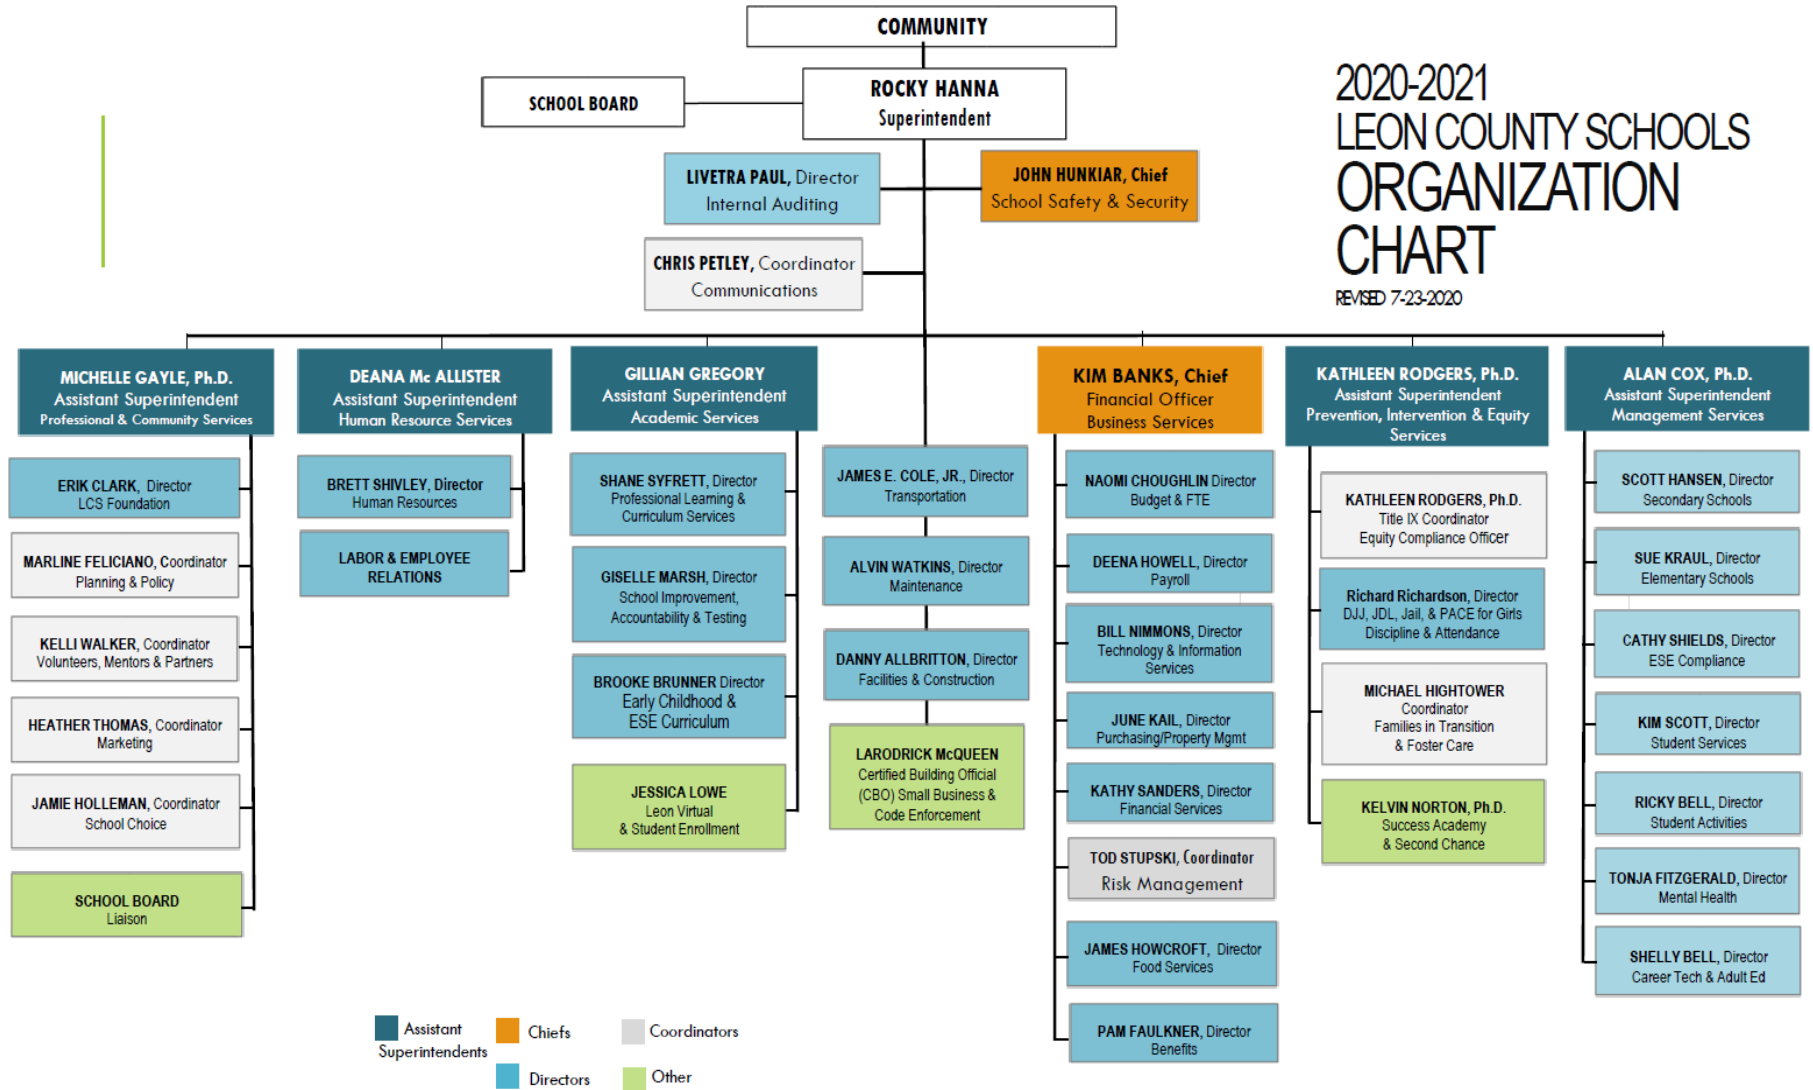 COMMUNITY
SCHOOL BOARD
ROCKY HANNA
Superintendent
2020-2021
LEON COUNTY SCHOOLS
ORGANIZATION
CHART
REVISED 7-23-2020
LIVETRA PAUL, Director
Internal Auditing
JOHN HUNKIAR, Chief
School Safety & Security
CHRIS PETLEY, Coordinator
Communications
MICHELLE GAYLE, Ph.D.
Assistant Superintendent
Professional & Community Services
ERIK CLARK, Director
LCS Foundation
MARLINE FELICIANO, Coordinator
Planning & Policy
KELLI WALKER, Coordinator
Volunteers, Mentors & Partners
HEATHER THOMAS, Coordinator
Marketing
JAMIE HOLLEMAN, Coordinator
School Choice
SCHOOL BOARD
Liaison
DEANA Mc ALLISTER
Assistant Superintendent
Human Resource Services
BRETT SHIVLEY, Director
Human Resources
LABOR & EMPLOYEE
RELATIONS
GILLIAN GREGORY
Assistant Superintendent
Academic Services
SHANE SYFRETT, Director
Professional Learning &
Curriculum Services
GISELLE MARSH, Director
School Improvement,
Accountability & Testing
BROOKE BRUNNER Director
Early Childhood &
ESE Curriculum
JESSICA LOWE
Leon Virtual
& Student Enrollment
JAMES E. COLE, JR., Director
Transportation
ALVIN WATKINS, Director
Maintenance
DANNY ALLBRITTON, Director
Facilities & Construction
LARODRICK McQUEEN
Certified Building Official
(CBO) Small Business &
Code Enforcement
KIM BANKS, Chief
Financial Officer
Business Services
NAOMI CHOUGHLIN Director
Budget & FTE
DEENA HOWELL, Director
Payroll
BILL NIMMONS, Director
Technology & Information
Services
JUNE KAIL, Director
Purchasing/Property Mgmt
KATHY SANDERS, Director
Financial Services
TOD STUPSKI, Coordinator
Risk Management
JAMES HOWCROFT, Director
Food Services
PAM FAULKNER, Director
Benefits
KATHLEEN RODGERS, Ph.D.
Assistant Superintendent
Prevention, Intervention & Equity
Services
KATHLEEN RODGERS, Ph.D.
Title IX Coordinator
Equity Compliance Officer
Richard Richardson, Director
DJJ, JDL, Jail, & PACE for Girls
Discipline & Attendance
MICHAEL HIGHTOWER
Coordinator
Families in Transition
& Foster Care
KELVIN NORTON, Ph.D.
Success Academy
& Second Chance
ALAN COX, Ph.D.
Assistant Superintendent
Management Services
SCOTT HANSEN, Director
Secondary Schools
SUE KRAUL, Director
Elementary Schools
CATHY SHIELDS, Director
ESE Compliance
KIM SCOTT, Director
Student Services
RICKY BELL, Director
Student Activities
TONJA FITZGERALD, Director
Mental Health
SHELLY BELL, Director
Career Tech & Adult Ed
Assistant
Superintendents
Chiefs
Coordinators
Directors
Other